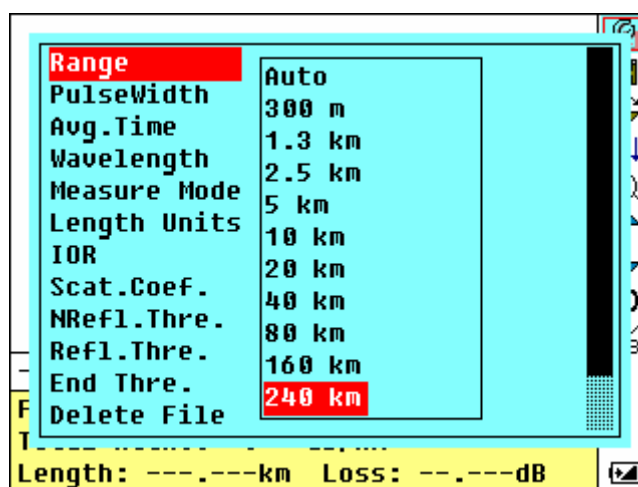 Range
PulseWidth
Avg.Time
Wavelength
Measure Mode
Length Units
IOR
Scat.Coef.
NRefl.Thre.
Refl.Thre.
End Thre.
Delete File
Auto
300 m
1.3 km
2.5 km
5 km
10 km
20 km
40 km
80 km
160 km
240 km
Length: ---.---km Loss: --.---dB